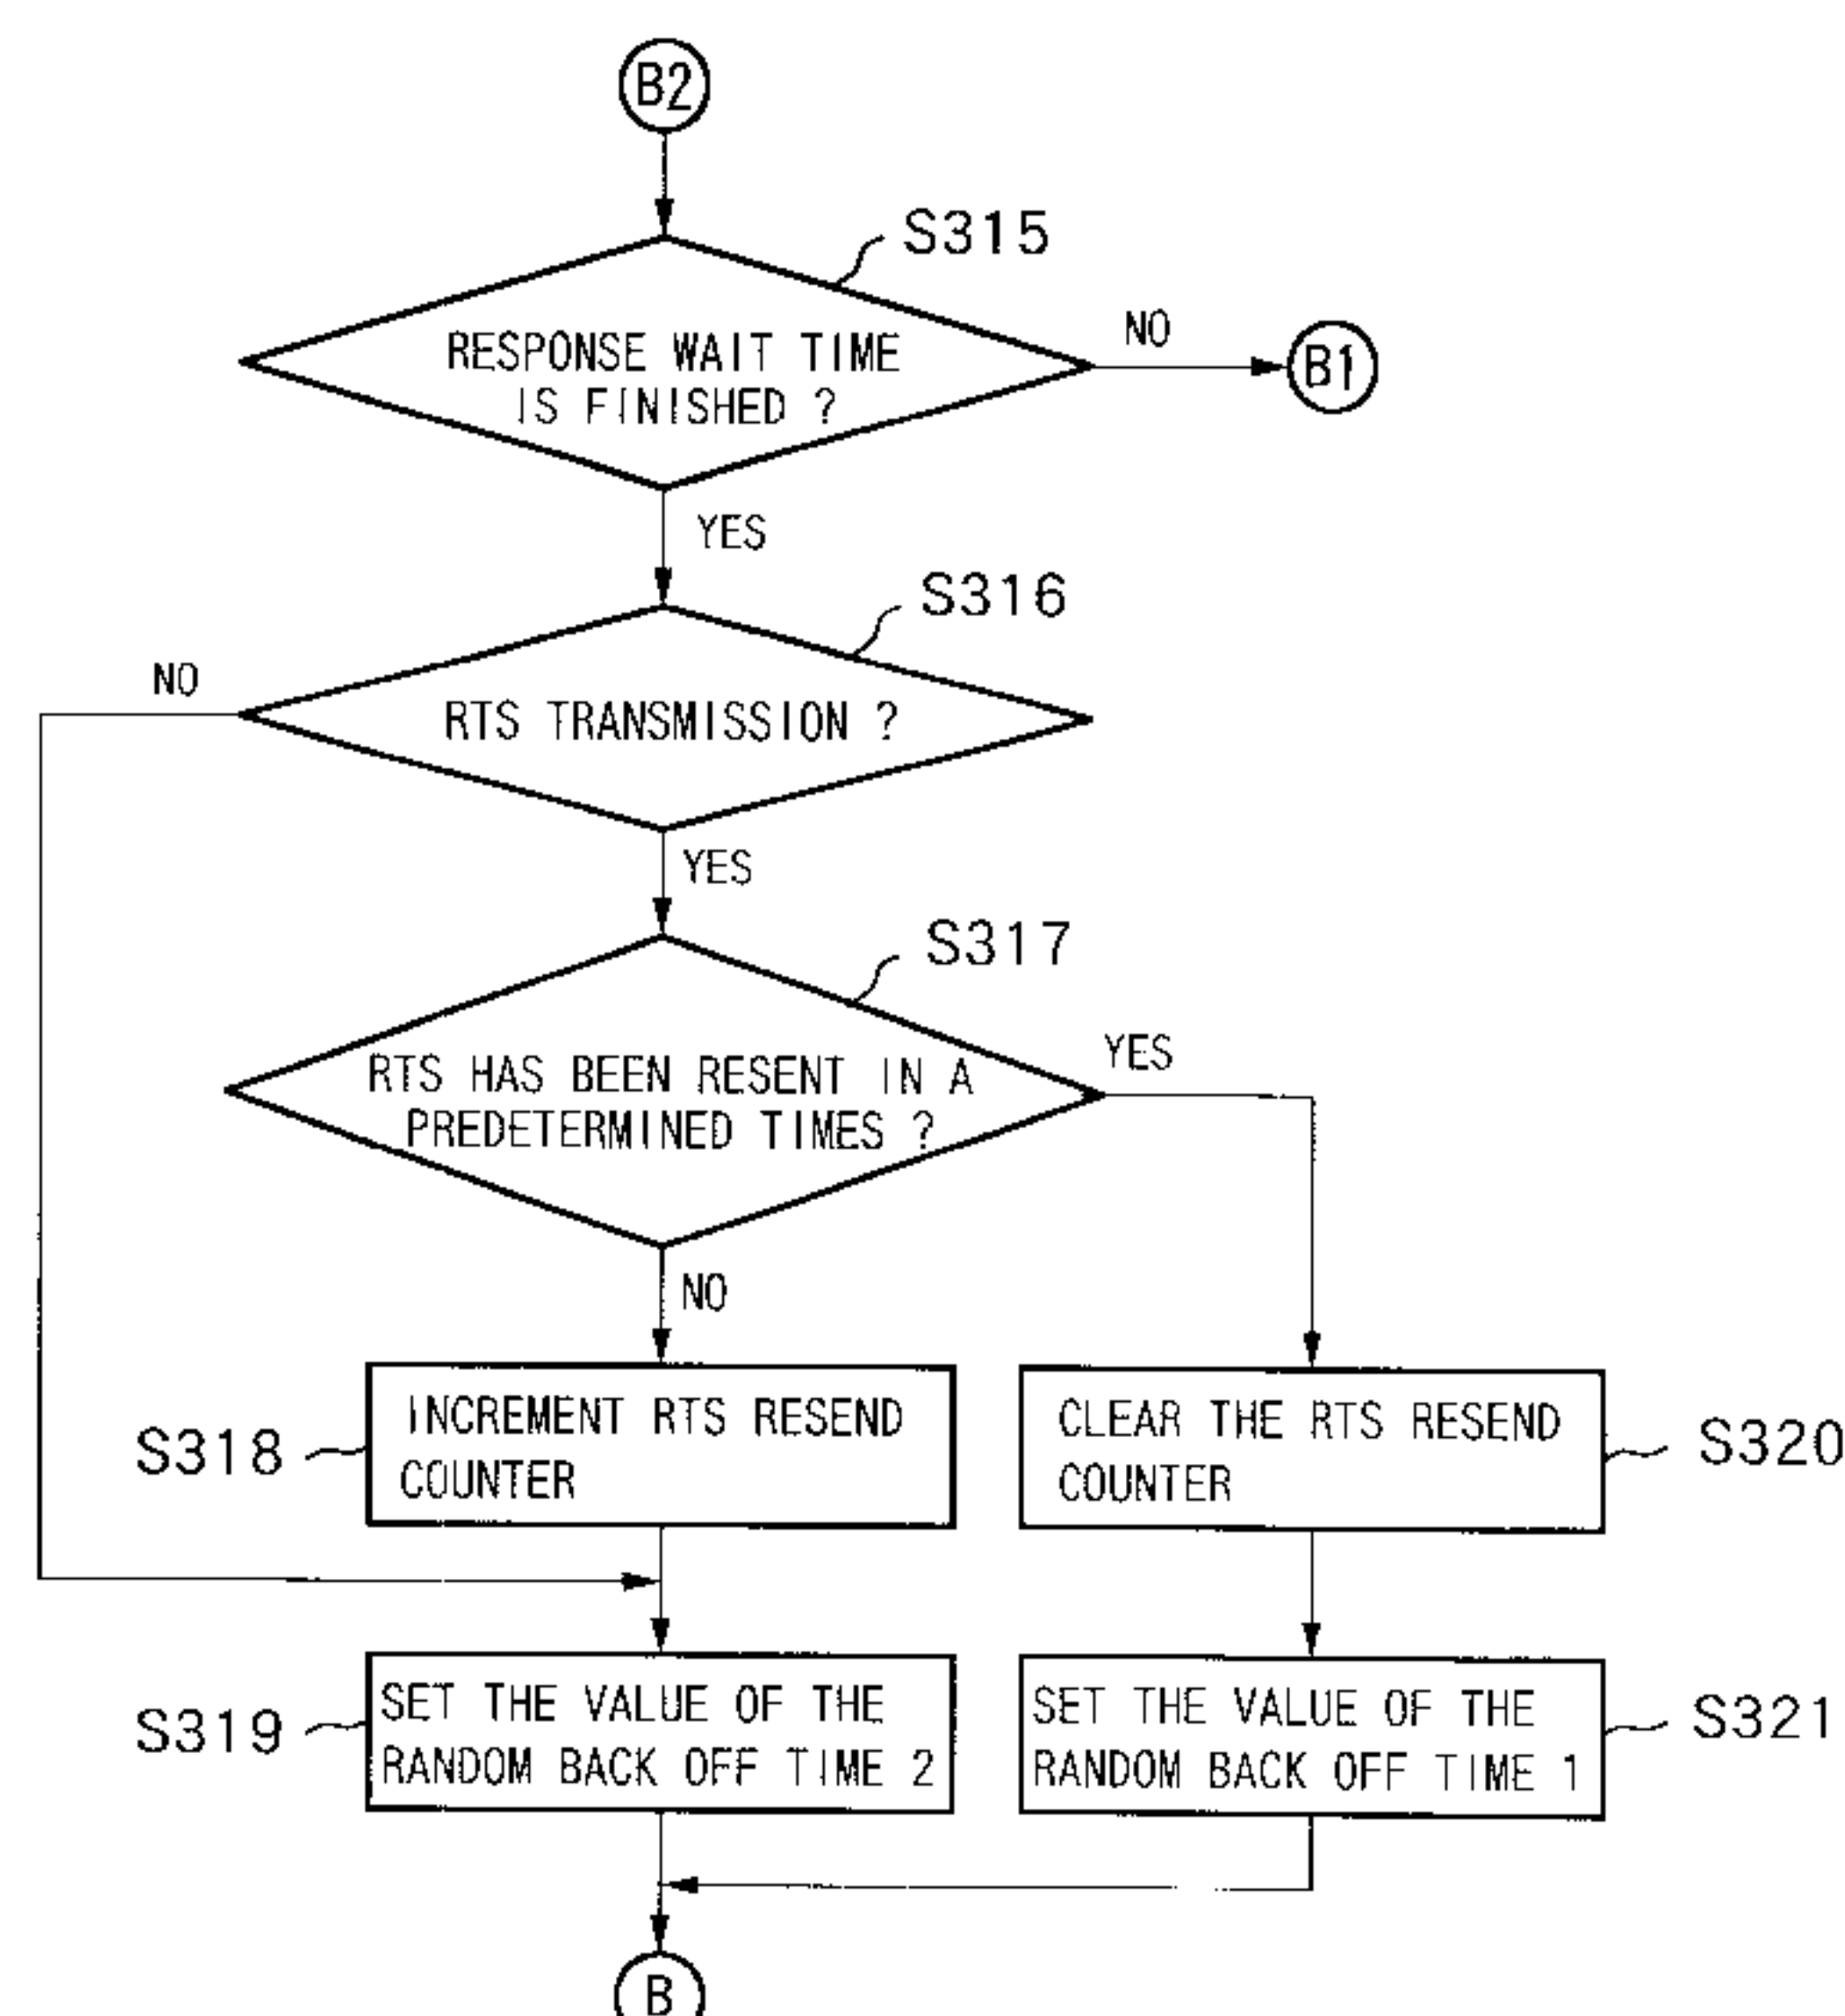 B2
S315
RESPONSE WAIT TIME
IS FINISHED ?
NO
B1
YES
S316
NO
RTS TRANSMISSION ?
YES
S317
RTS HAS BEEN RESENT IN A
PREDETERMINED TIMES ?
YES
NO
S318
INCREMENT RTS RESEND
COUNTER
CLEAR THE RTS RESEND
COUNTER
S320
S319
SET THE VALUE OF THE
RANDOM BACK OFF TIME 2
SET THE VALUE OF THE
RANDOM BACK OFF TIME 1
S321
B